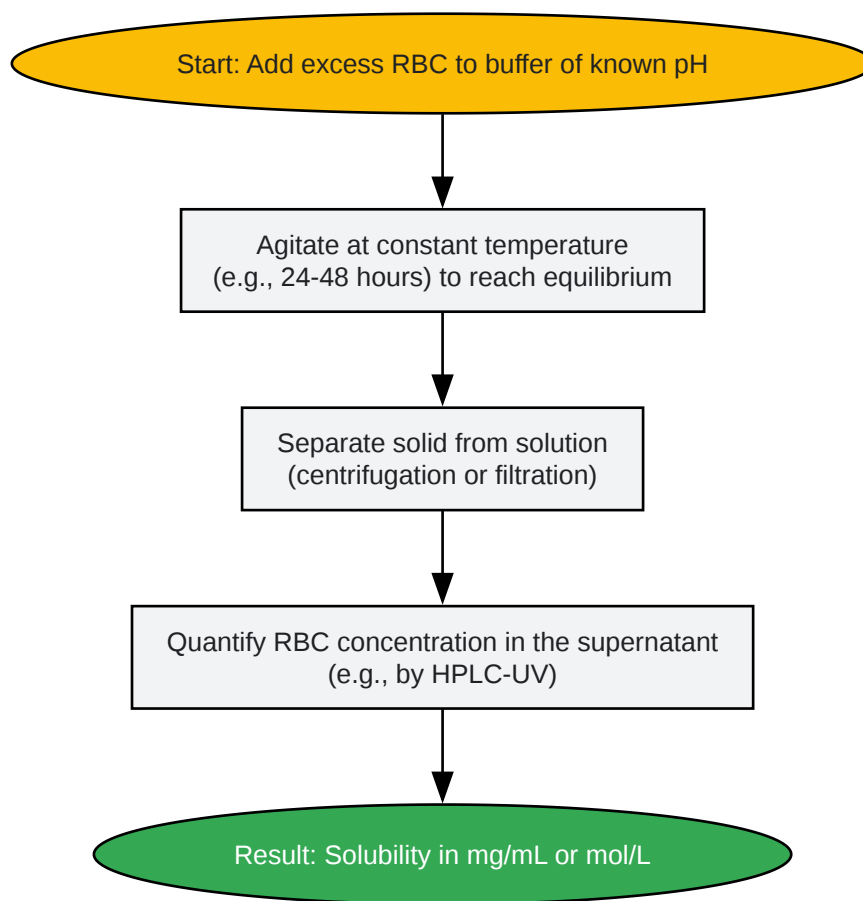 Start: Add excess RBC to buffer of known pH
Agitate at constant temperature
(e.g., 24-48 hours) to reach equilibrium
Separate solid from solution
(centrifugation or filtration)
Quantify RBC concentration in the supernatant
(e.g., by HPLC-UV)
Result: Solubility in mg/mL or mol/L